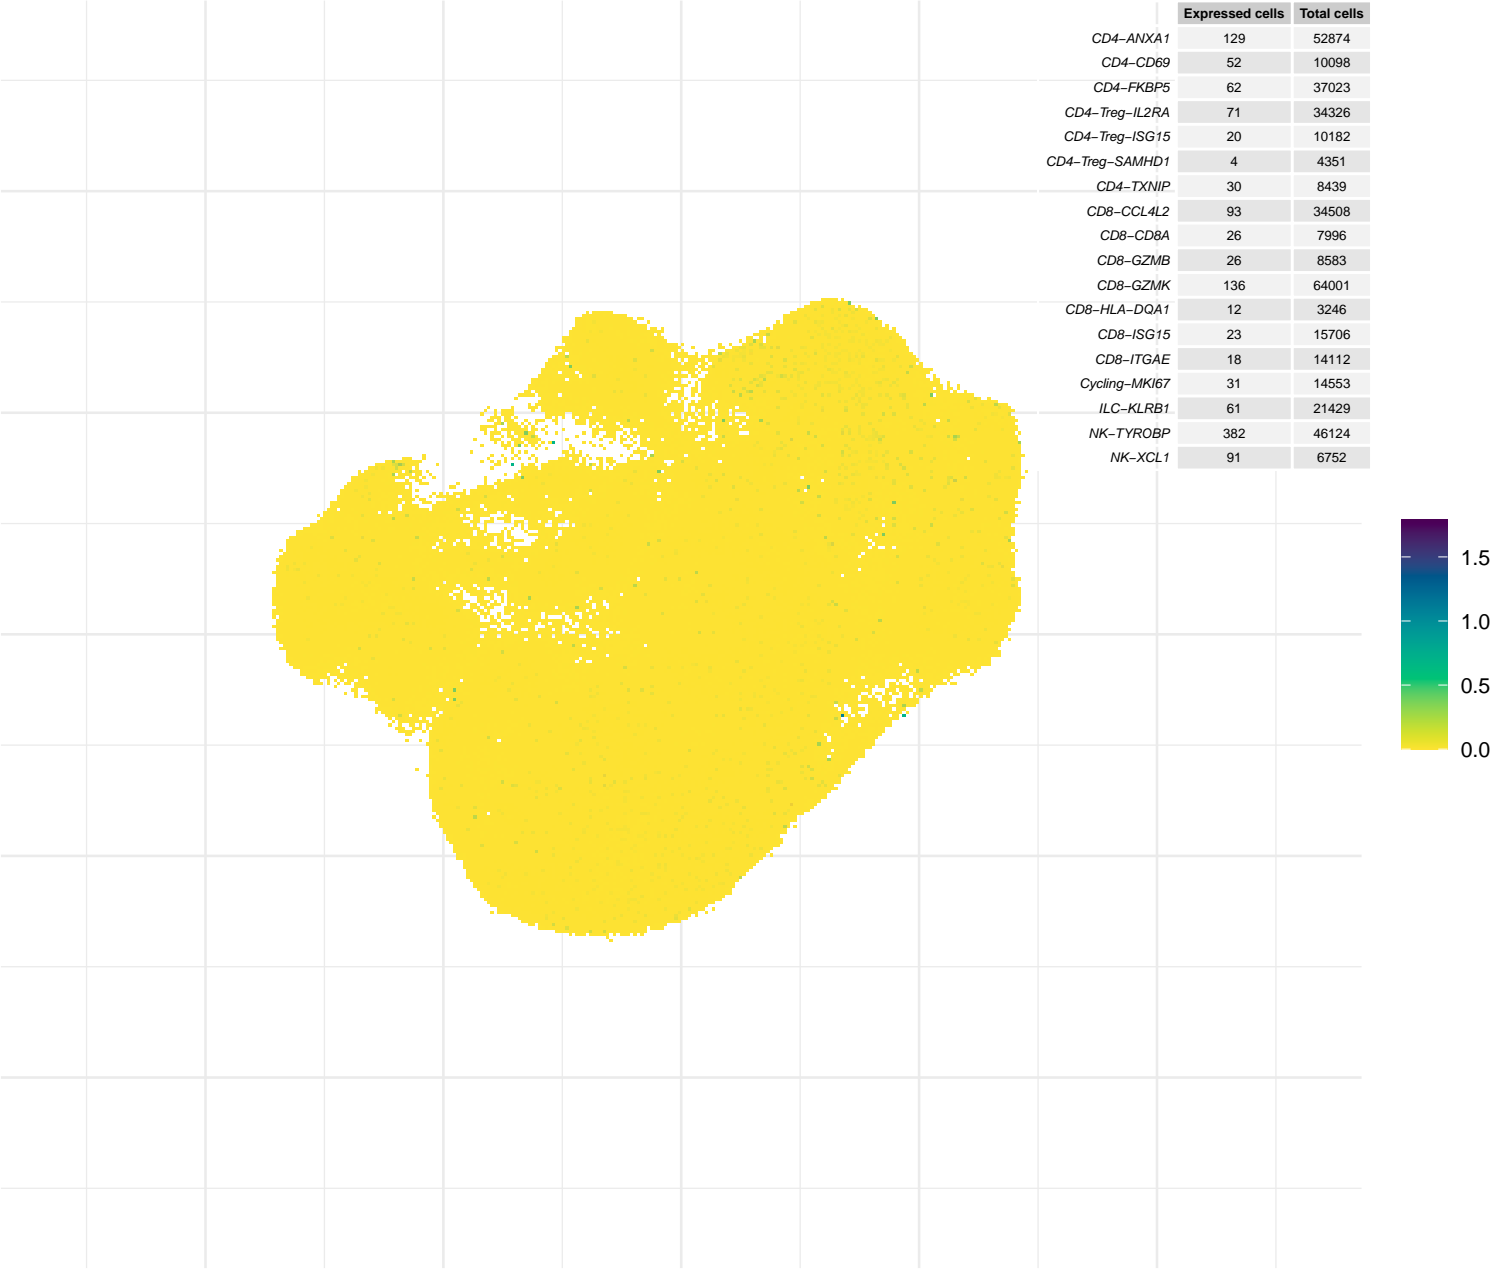 Expressed cells Total cells
CD4−ANXA1 129 52874
CD4−CD69 52 10098
CD4−FKBP5 62 37023
CD4−Treg−IL2RA 71 34326
CD4−Treg−ISG15 20 10182
CD4−Treg−SAMHD1 4 4351
CD4−TXNIP 30 8439
CD8−CCL4L2 93 34508
CD8−CD8A 26 7996
CD8−GZMB 26 8583
CD8−GZMK 136 64001
CD8−HLA−DQA1 12 3246
CD8−ISG15 23 15706
CD8−ITGAE 18 14112
Cycling−MKI67 31 14553
ILC−KLRB1 61 21429
NK−TYROBP 382 46124
NK−XCL1 91 6752
1.5
1.0
0.5
0.0